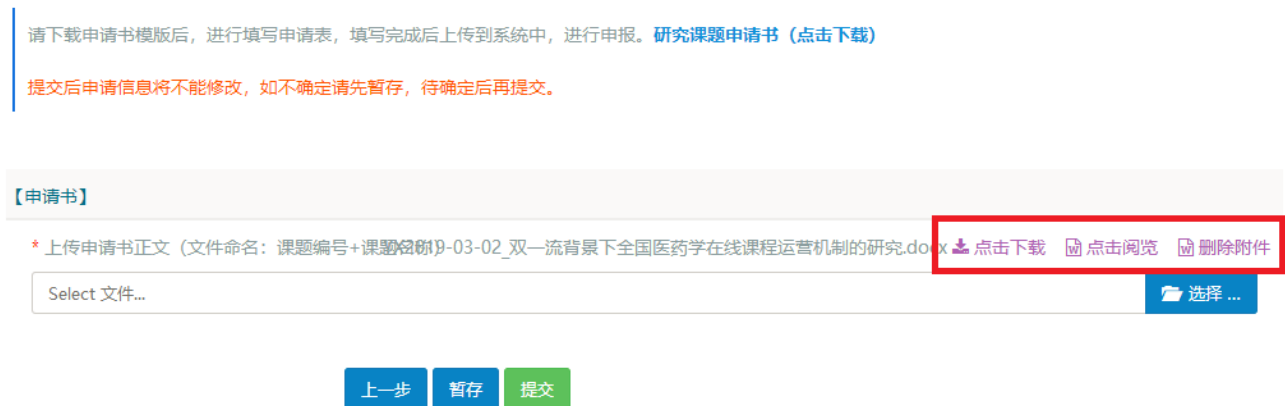 请下载申请书模版后，进行填写申请表，填写完成后上传到系统中，进行申报。研究课题申请书（点击下载）
提交后申请信息将不能修改，如不确定请先暂存，待确定后再提交。
【申请书】
* 上传申请书正文（文件命名：课题编号+课题名称）2019-03-02_双一流背景下全国医药学在线课程运营机制的研究.docx 点击下载 点击阅览 删除附件
Select 文件... 选择 ...
上一步 暂存 提交